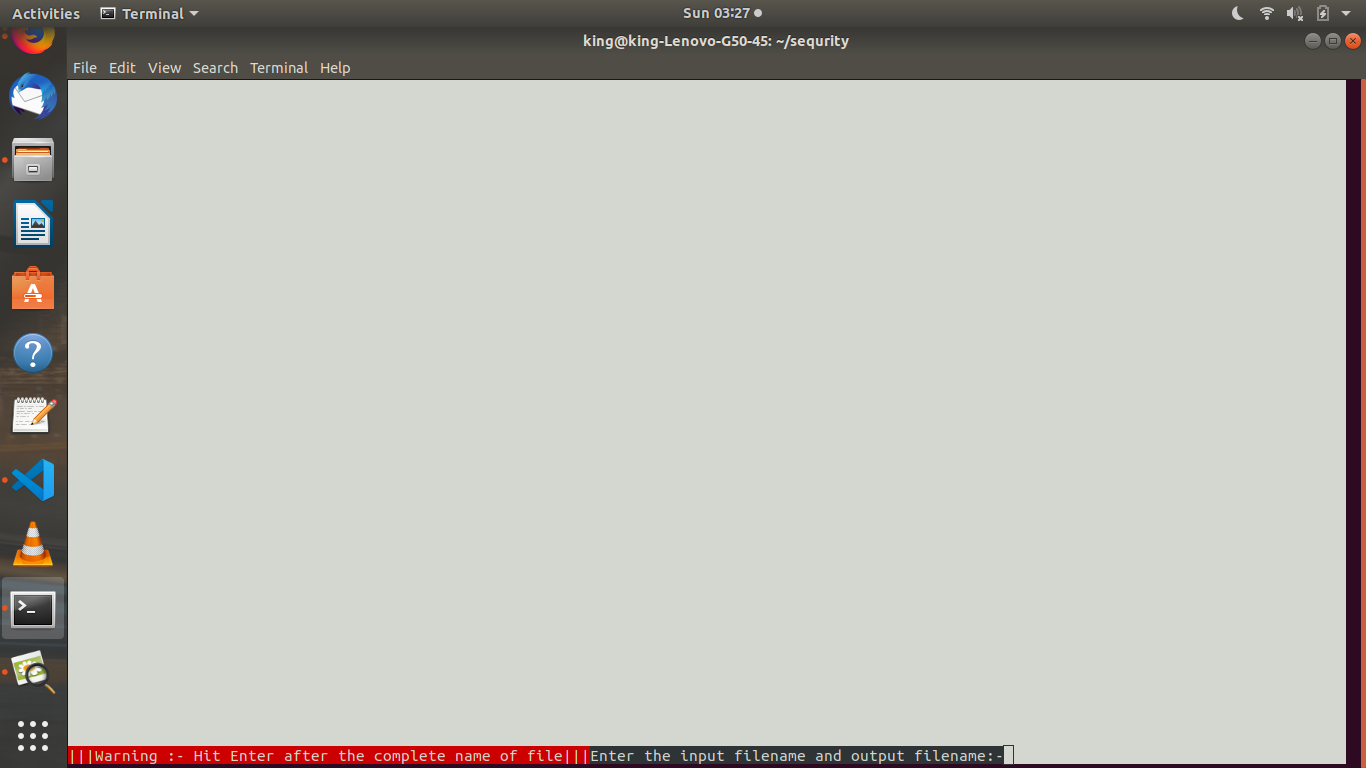 Activities Terminal Sun 03:27
king@king-Lenovo-G50-45: ~/sequrity
File Edit View Search Terminal Help
|||Warning :- Hit Enter after the complete name of file|||Enter the input filename and output filename:-